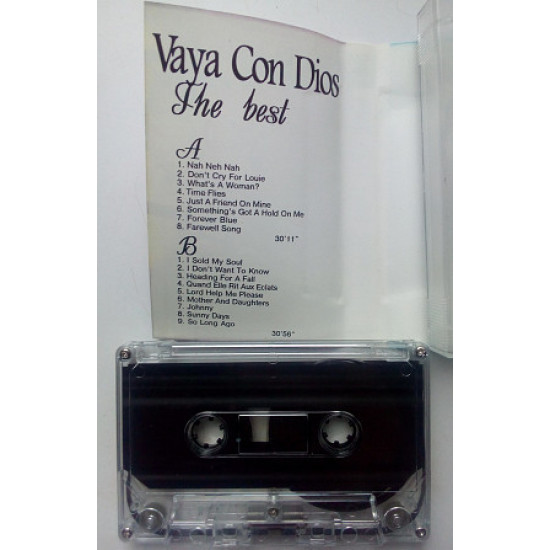 Vaya Con Dios
The best
A
1. Nah Neh Nah
2. Don't Cry For Louie
3. What's A Woman?
4. Time Flies
5. Just A Friend On Mine
6. Something's Got A Hold On Me
7. Forever Blue
8. Farewell Song
30'11"
B
1. I Sold My Soul
2. I Don't Want To Know
3. Heading For A Fall
4. Quand Elle Rit Aux Eclats
5. Lord Help Me Please
6. Mother And Daughters
7. Johnny
8. Sunny Days
9. So Long Ago
30'56"